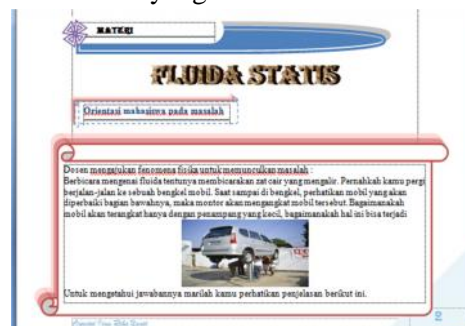 MATERI
FLUIDA STATIS
Orientasi mahasiswa pada masalah
Dosen mengajukan fenomena fisika untuk memunculkan masalah :
Berbicara mengenai fluida tentunya membicarakan zat cair yang mengalir. Pernahkah kamu pergi
berjalan-jalan ke sebuah bengkel mobil. Saat sampai di bengkel, perhatikan mobil yang akan
diperbaiki bagian bawahnya, maka montor akan mengangkat mobil tersebut. Bagaimanakah
mobil akan terangkat hanya dengan penampang yang kecil, bagaimanakah hal ini bisa terjadi
Untuk mengetahui jawabannya marilah kamu perhatikan penjelasan berikut ini.